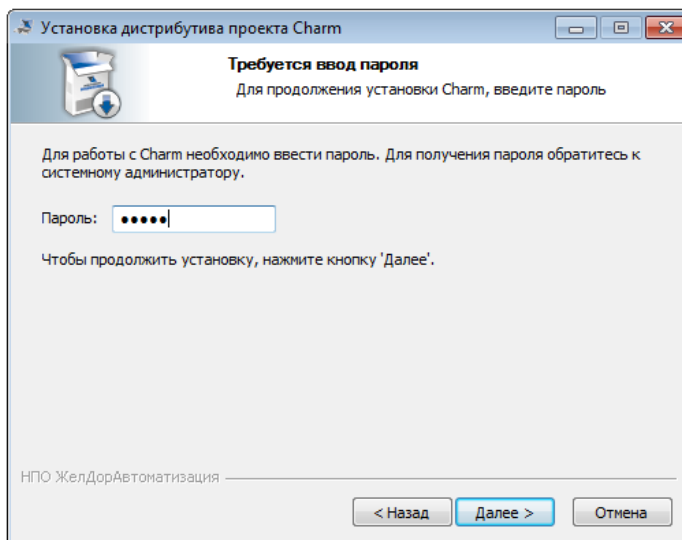 Установка дистрибутива проекта Charm
Требуется ввод пароля
Для продолжения установки Charm, введите пароль
Для работы с Charm необходимо ввести пароль. Для получения пароля обратитесь к
системному администратору.
Пароль: •••••
Чтобы продолжить установку, нажмите кнопку 'Далее'.
НПО ЖелДорАвтоматизация
< Назад Далее > Отмена